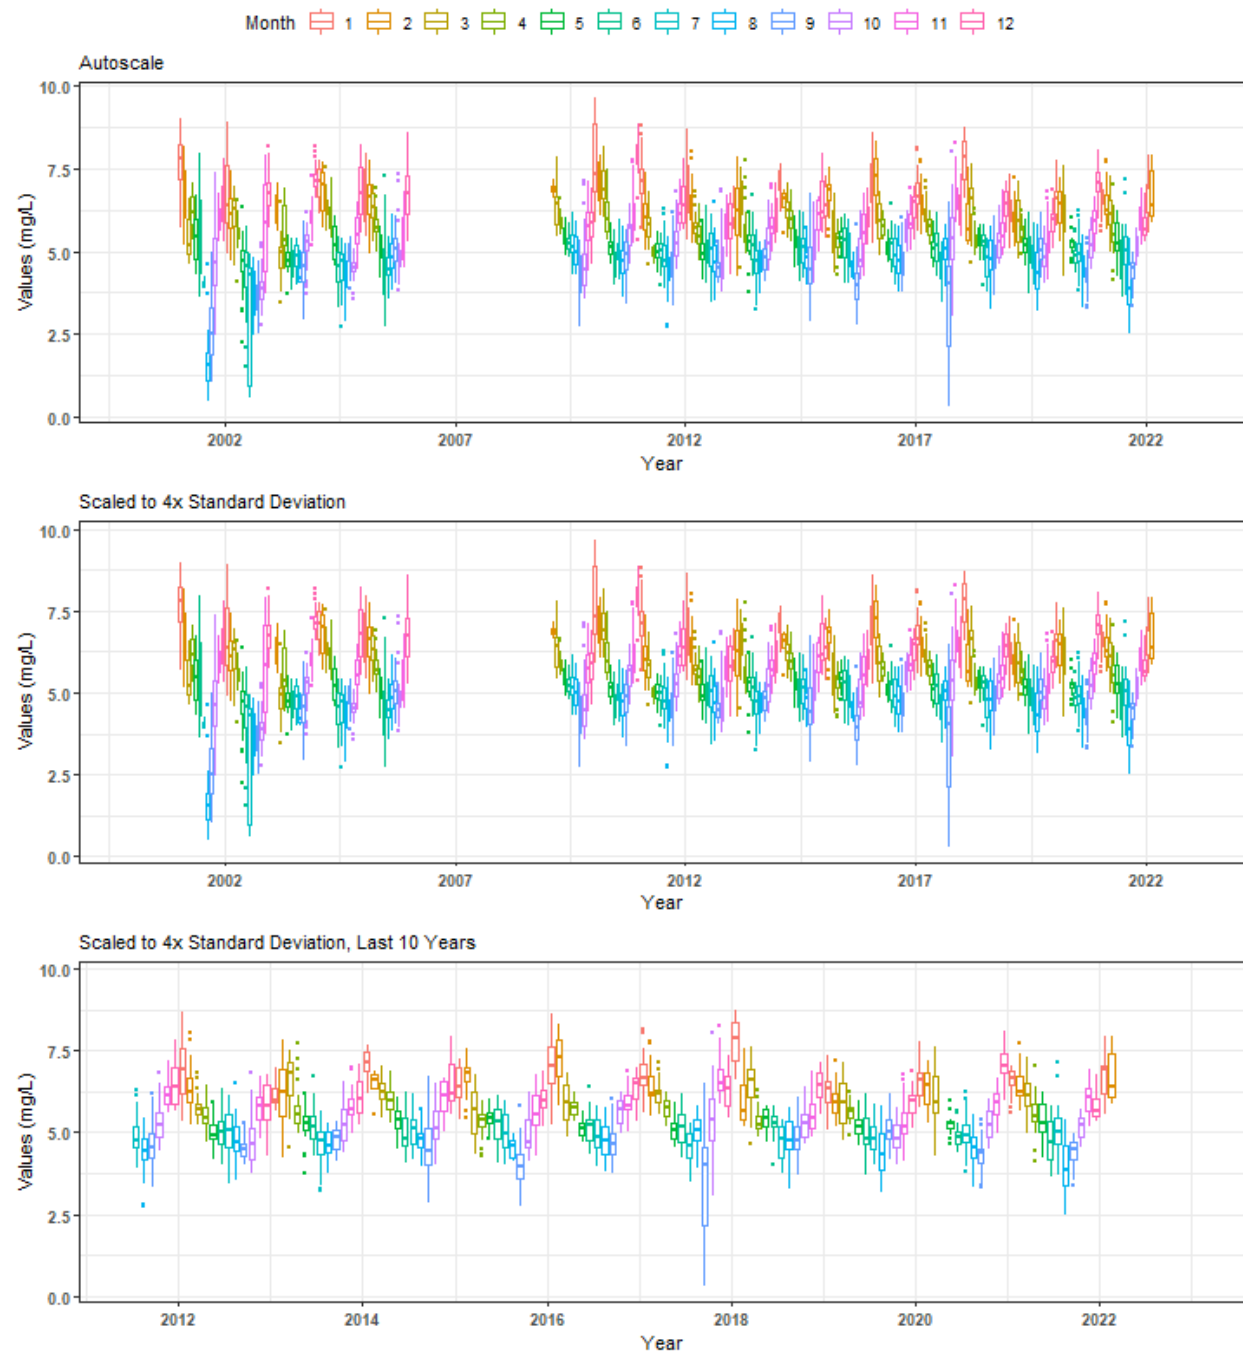 Month 1 2 3 4 5 6 7 8 9 10 11 12
Autoscale
10.0
7.5
5.0
2.5
0.0
Values (mg/L)
2002 2007 2012 2017 2022
Year
Scaled to 4x Standard Deviation
10.0
7.5
5.0
2.5
0.0
Values (mg/L)
2002 2007 2012 2017 2022
Year
Scaled to 4x Standard Deviation, Last 10 Years
10.0
7.5
5.0
2.5
0.0
Values (mg/L)
2012 2014 2016 2018 2020 2022
Year